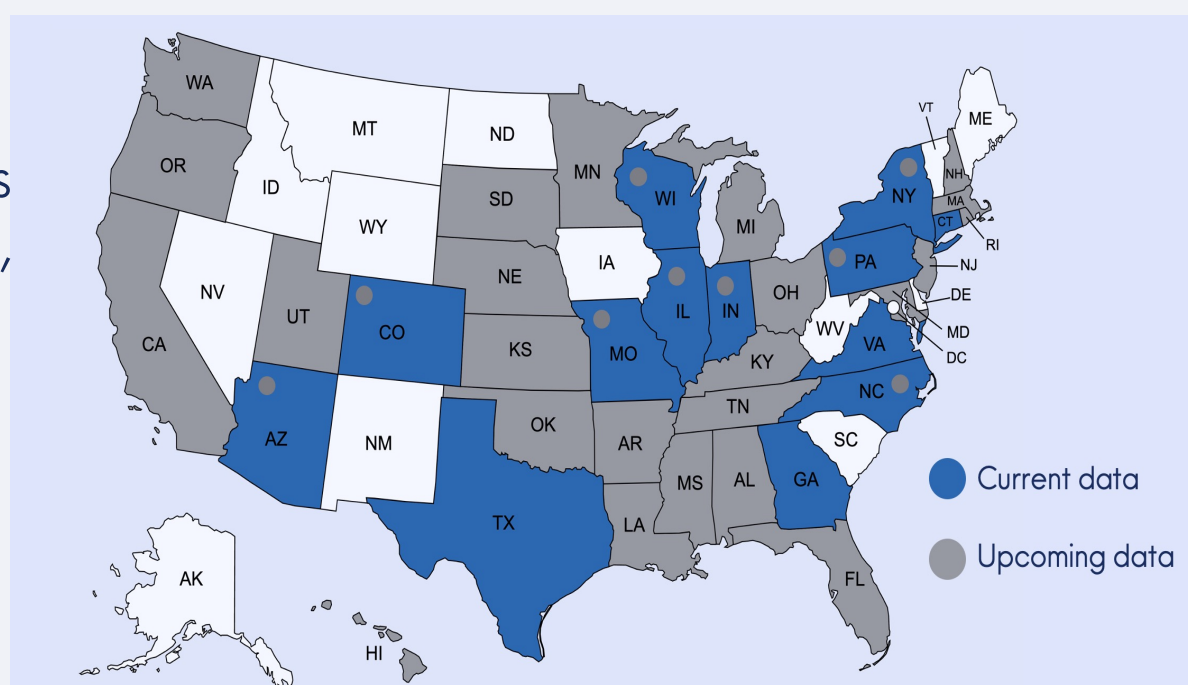 WA
OR
CA
ID
NV
MT
WY
UT
AZ
CO
NM
ND
SD
NE
KS
OK
TX
MN
IA
MO
AR
LA
WI
IL
MS
MI
IN
KY
TN
AL
OH
WV
VA
NC
SC
GA
FL
PA
NY
VT
ME
NH
MA
CT
RI
NJ
DE
MD
DC
AK
HI
s
,
Current data
Upcoming data